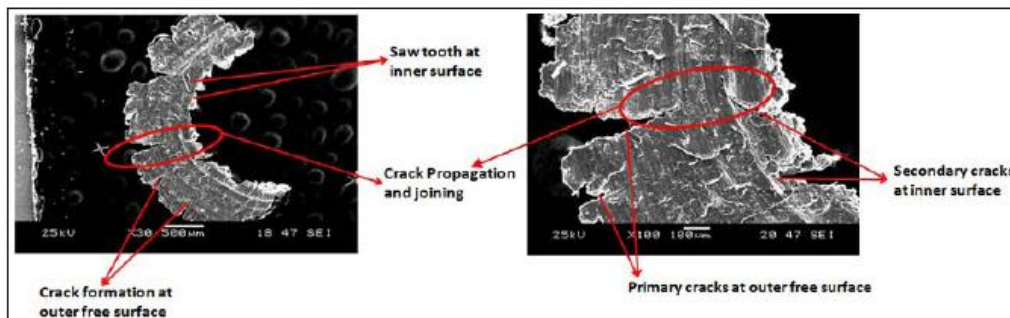 Saw tooth at
inner surface
Crack Propagation
and joining
Secondary cracks
at inner surface
25kV X30 500µm 18 47 SEI
25kV X100 100µm 20 47 SEI
Crack formation at
outer free surface
Primary cracks at outer free surface